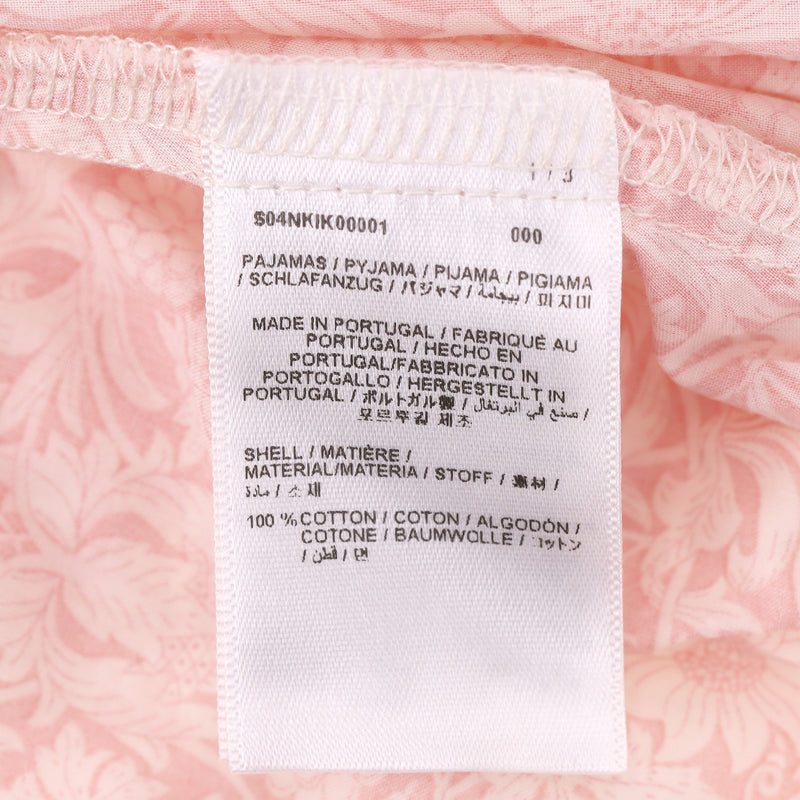 S04NKIK00001 000
PAJAMAS / PYJAMA / PIJAMA / PIGIAMA
/ SCHLAFANZUG / パジャマ / بيجامة / 파자마
MADE IN PORTUGAL / FABRIQUÉ AU
PORTUGAL / HECHO EN
PORTUGAL/FABBRICATO IN
PORTOGALLO / HERGESTELLT IN
PORTUGAL / ポルトガル製 / صنع في البرتغال /
포르투갈 제조
SHELL / MATIÈRE /
MATERIAL/MATERIA / STOFF / 素材 /
مادة / 소재
100 % COTTON / COTON / ALGODÓN /
COTONE / BAUMWOLLE / コットン
/ قطن / 면